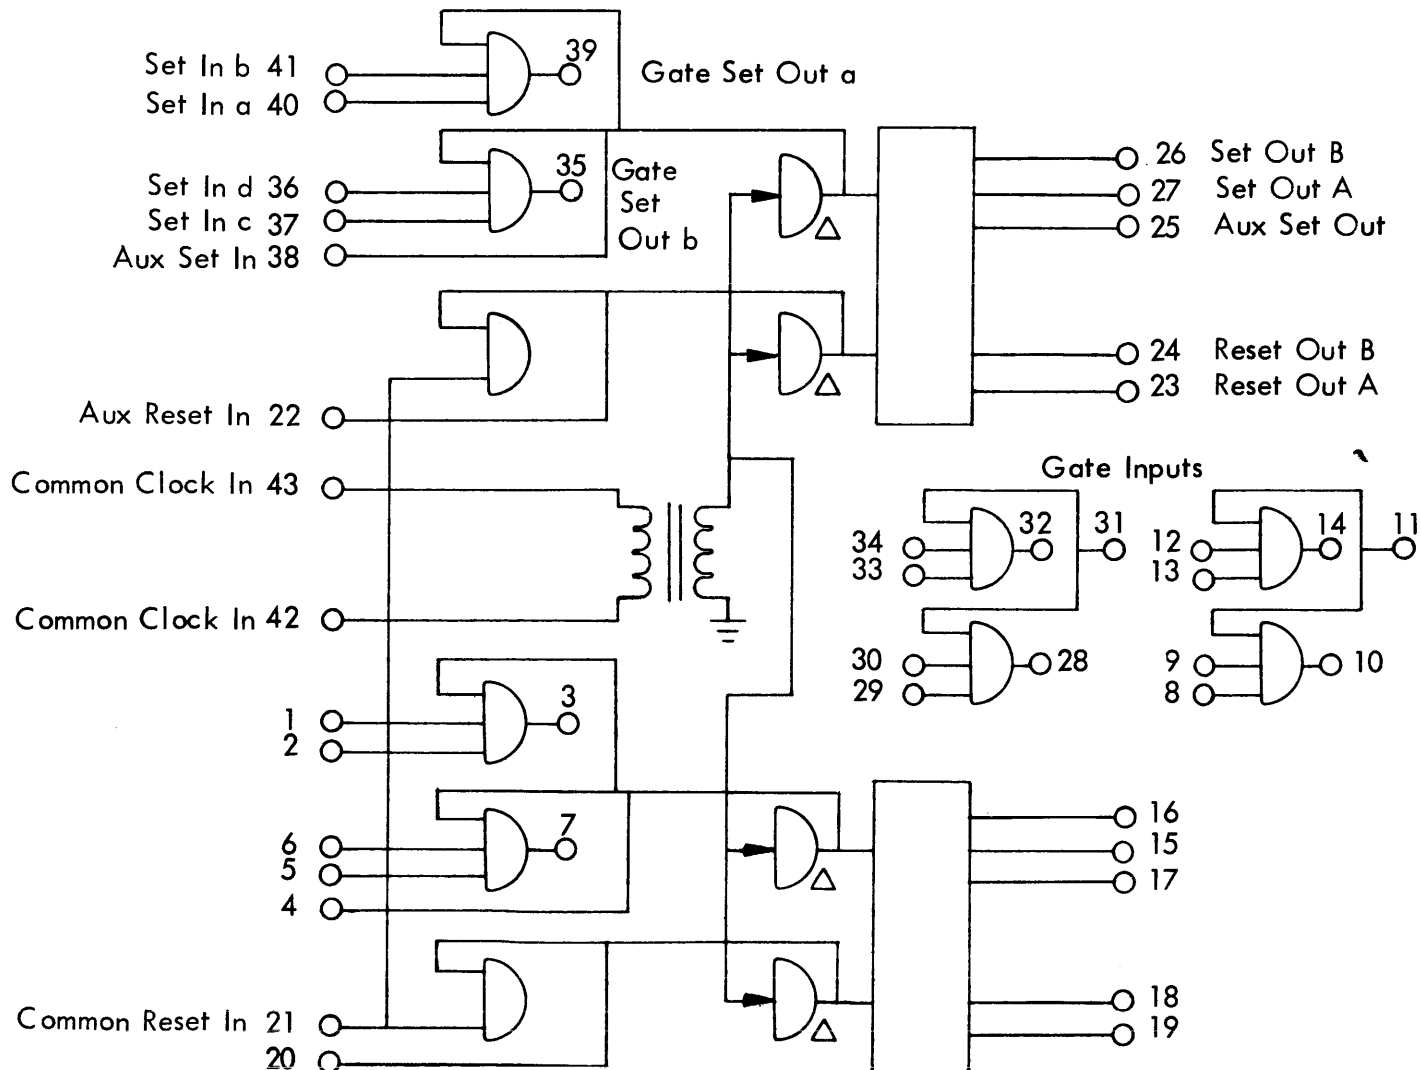 39
Set In b 41
Gate Set Out a
Set In a 40
35
Gate
Set
Out b
Set In d 36
Set In c 37
Aux Set In 38
26 Set Out B
27 Set Out A
25 Aux Set Out
24 Reset Out B
23 Reset Out A
Aux Reset In 22
Common Clock In 43
Gate Inputs
34
33
32
31
12
13
14
11
Common Clock In 42
30
29
28
9
8
10
1
2
3
6
5
7
4
16
15
17
18
19
Common Reset In 21
20